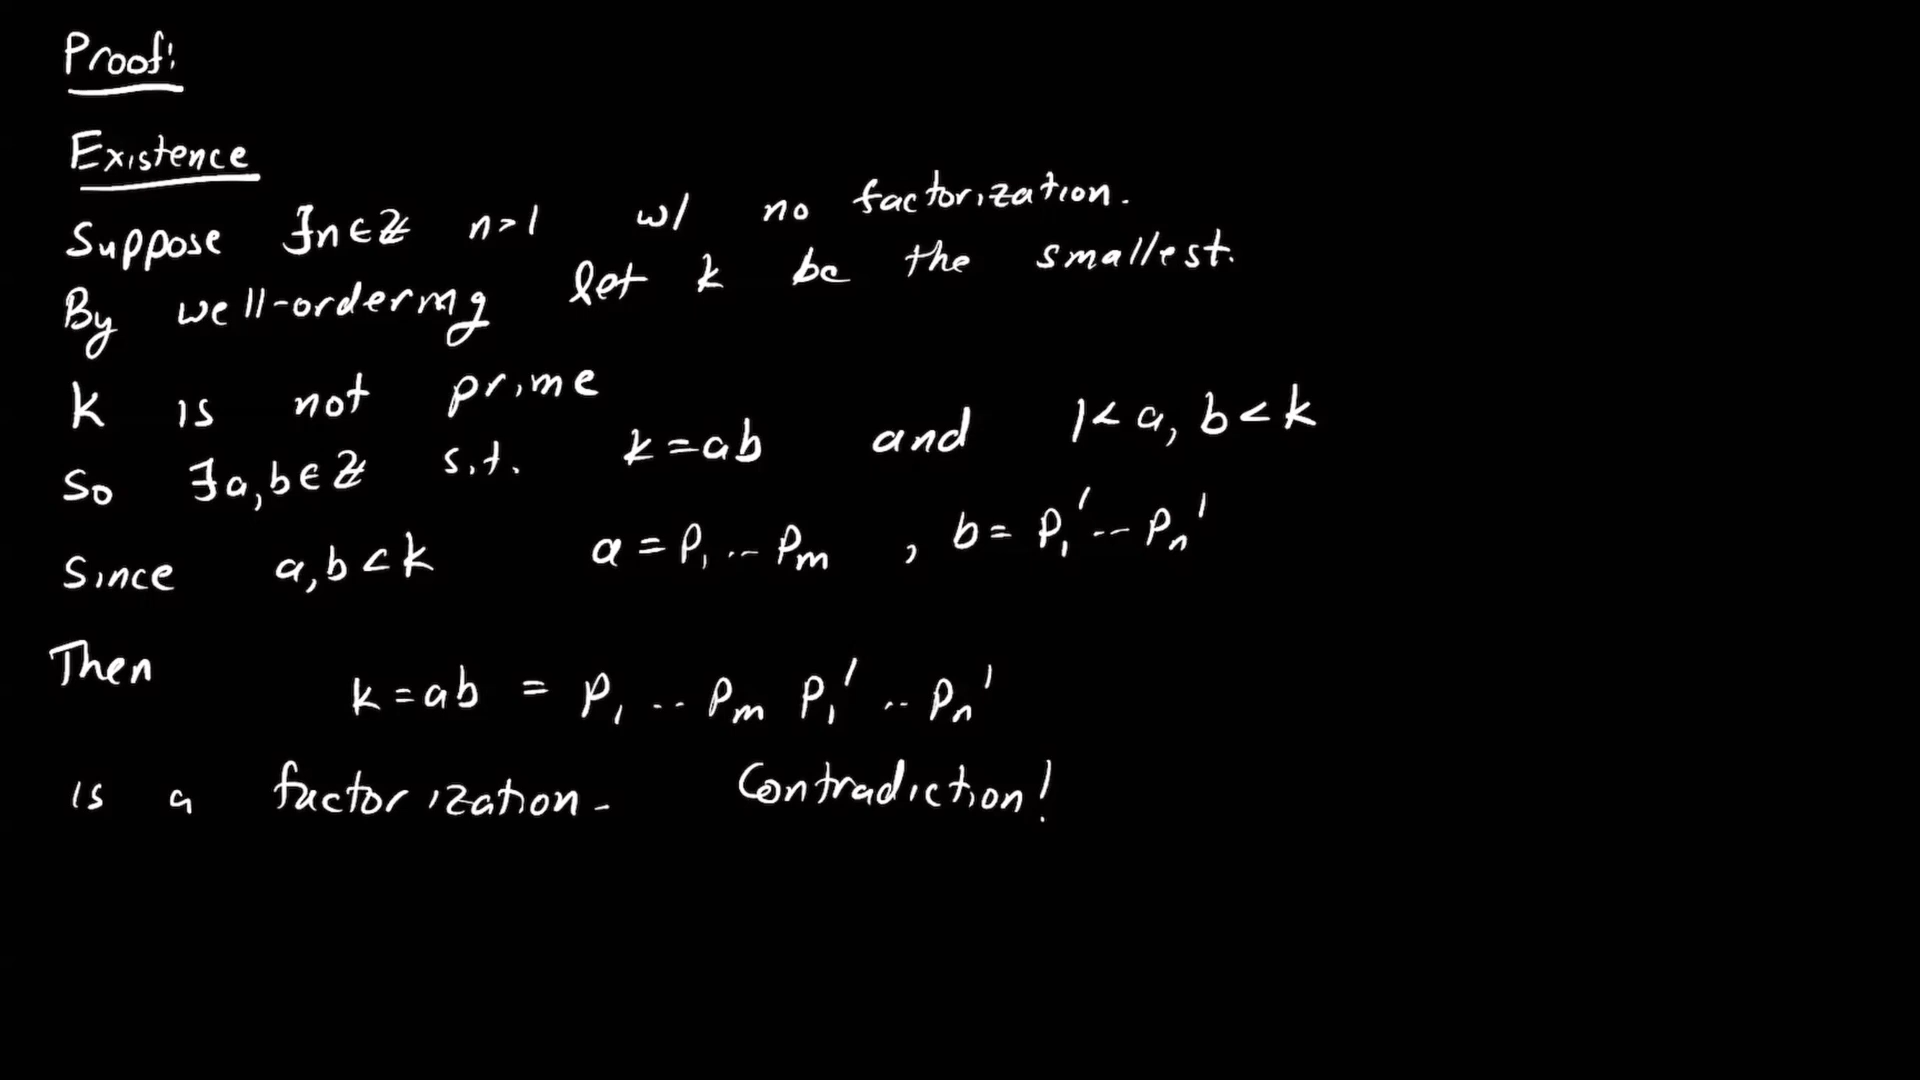 Proof:
Existence
Suppose ∃n∈ℤ n>1 w/ no factorization.
By well-ordering let k be the smallest.
k is not prime
So ∃a,b∈ℤ s.t. k=ab and 1<a, b<k
Since a,b<k a=p₁..pₘ , b=p₁'..pₙ'
Then
k=ab = p₁..pₘ p₁'..pₙ'
is a factorization. Contradiction!